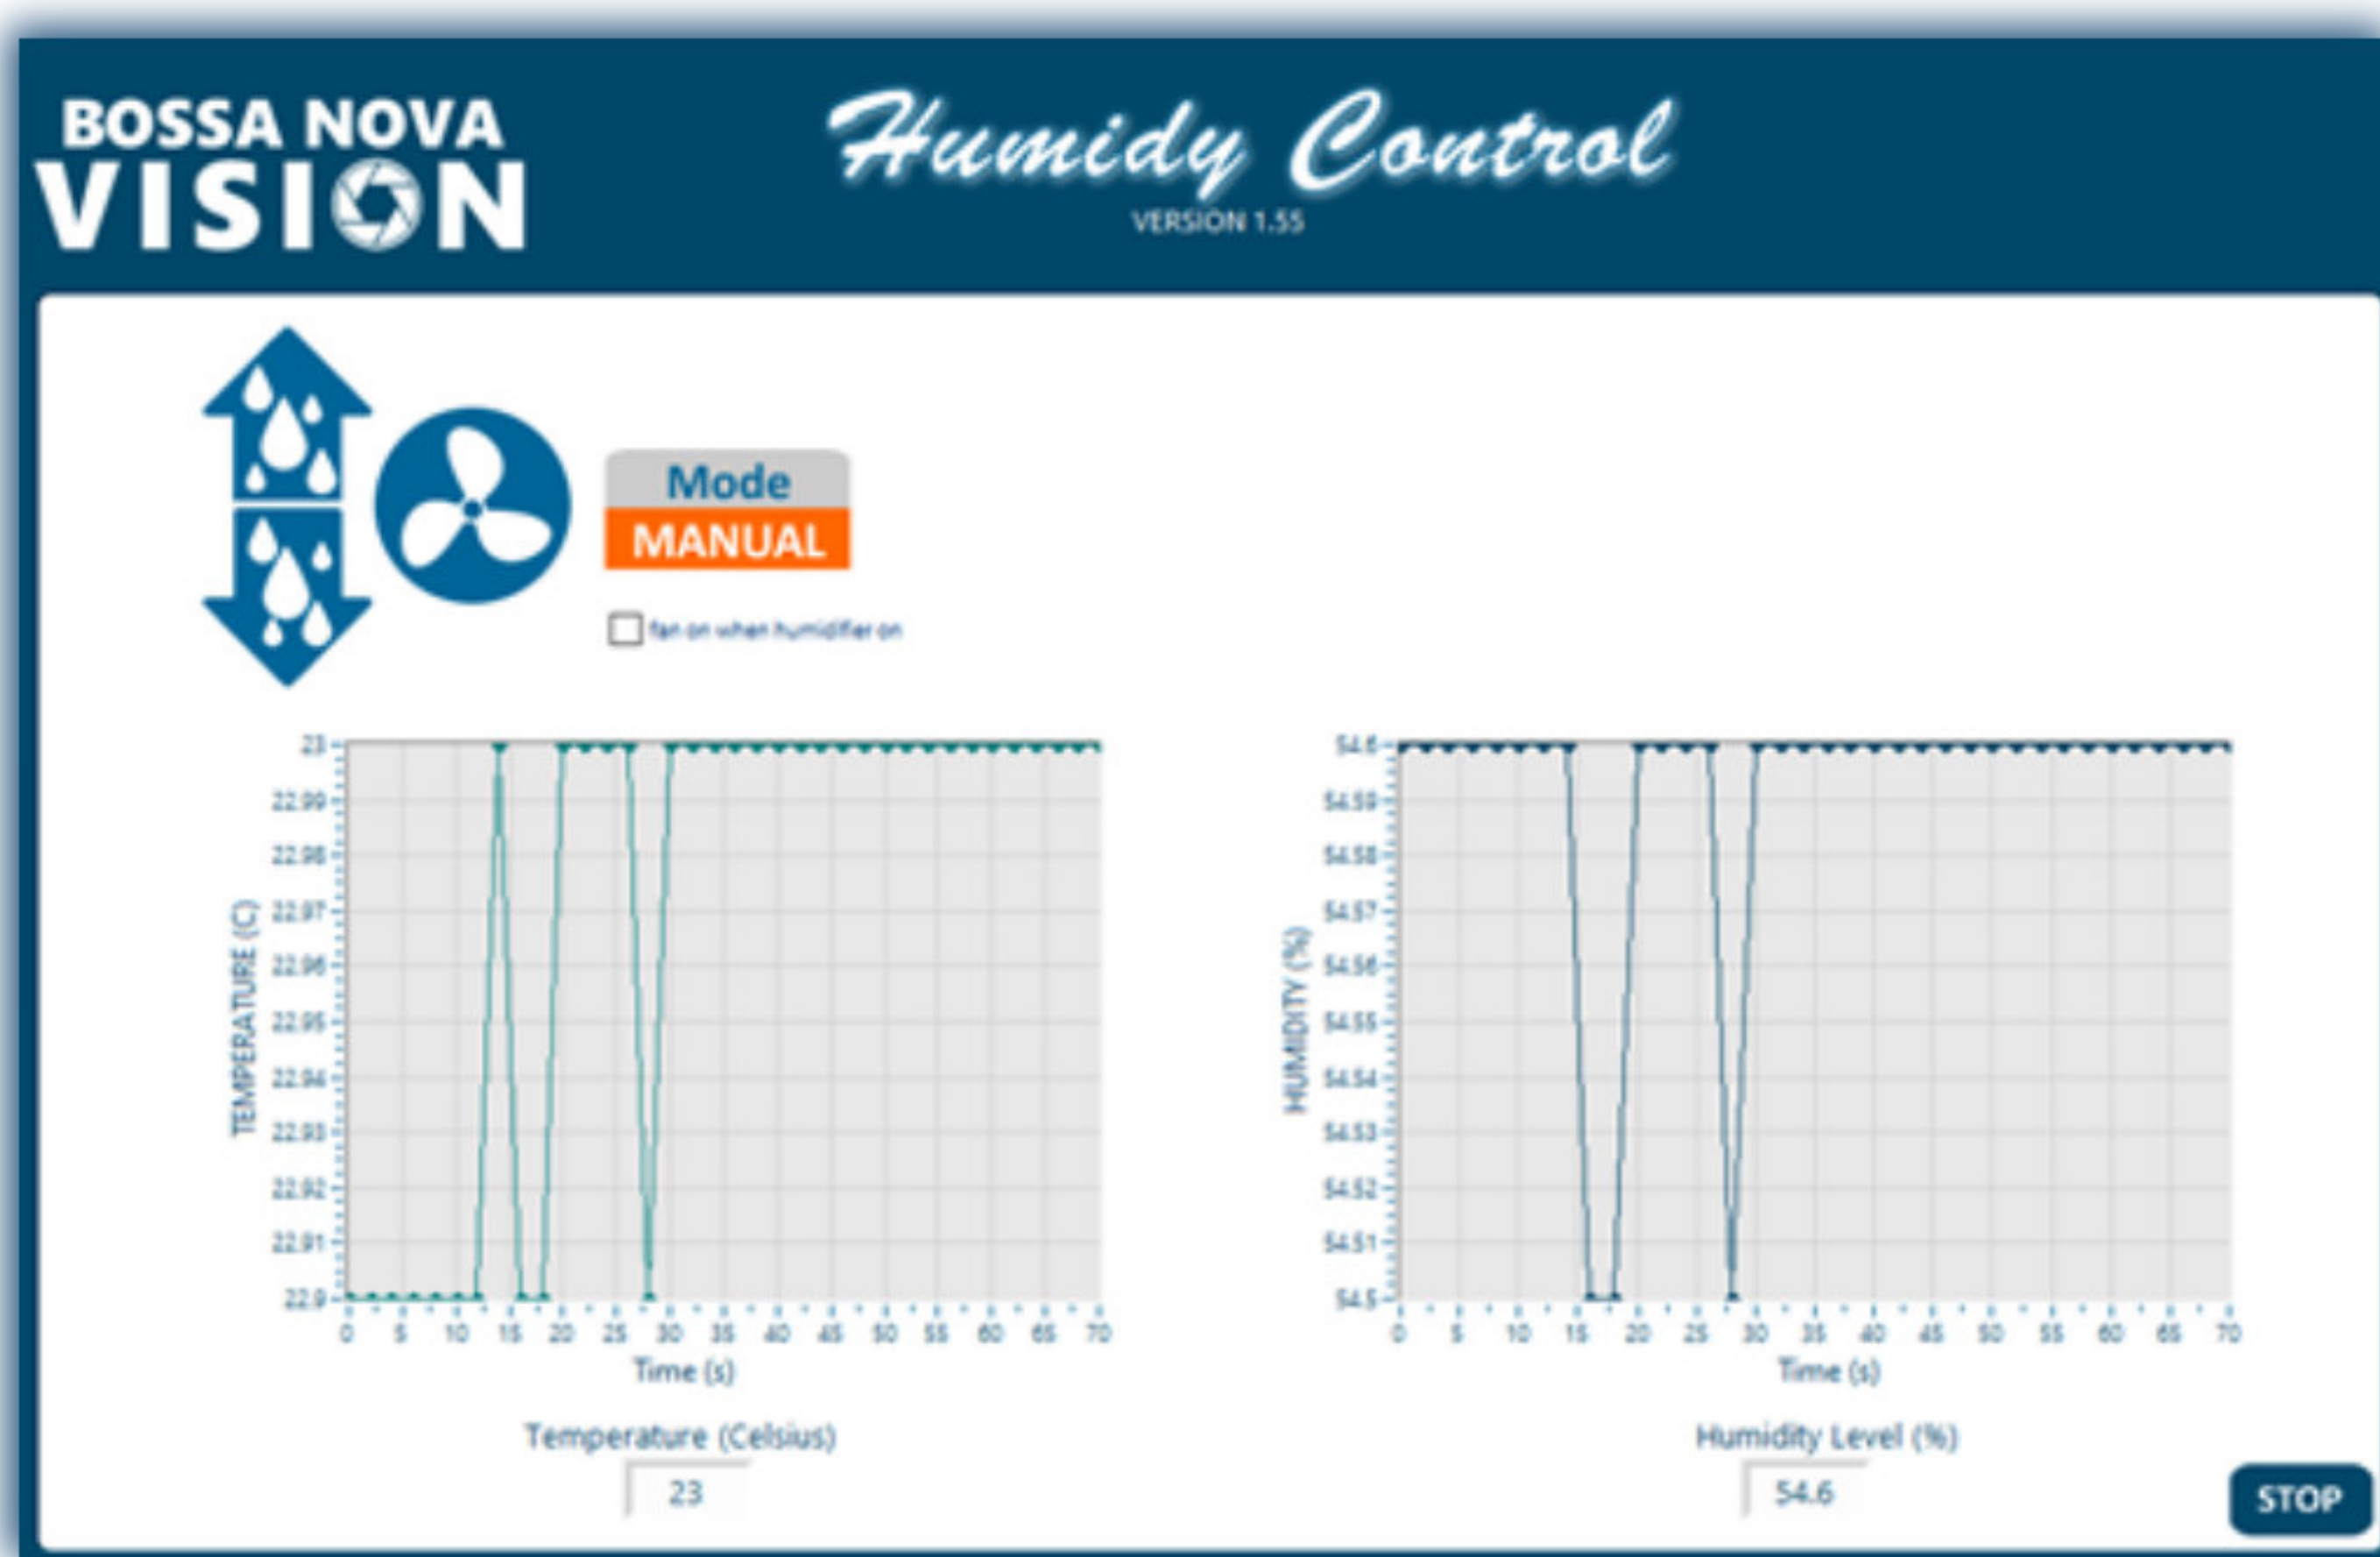 BOSSA NOVA
VISION
Humidy Control
VERSION 1.55
Mode
MANUAL
fan on when humidifier on
TEMPERATURE (C)
23
22.99
22.98
22.97
22.96
22.95
22.94
22.93
22.92
22.91
22.9
0 5 10 15 20 25 30 35 40 45 50 55 60 65 70
Time (s)
Temperature (Celsius)
23
HUMIDITY (%)
54.6
54.59
54.58
54.57
54.56
54.55
54.54
54.53
54.52
54.51
54.5
0 5 10 15 20 25 30 35 40 45 50 55 60 65 70
Time (s)
Humidity Level (%)
54.6
STOP